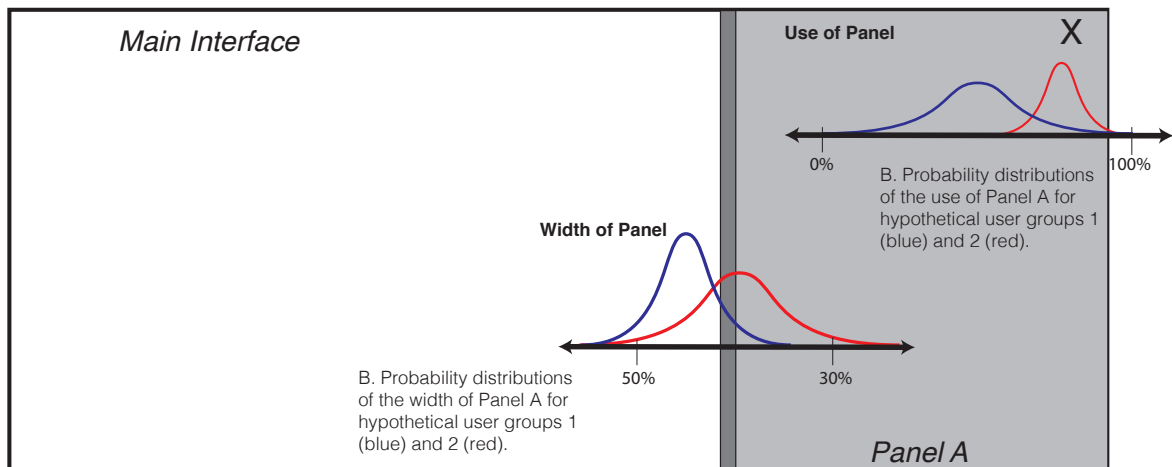 Main Interface
Use of Panel
X
0%
100%
B. Probability distributions
of the use of Panel A for
hypothetical user groups 1
(blue) and 2 (red).
Width of Panel
50%
30%
B. Probability distributions
of the width of Panel A for
hypothetical user groups 1
(blue) and 2 (red).
Panel A